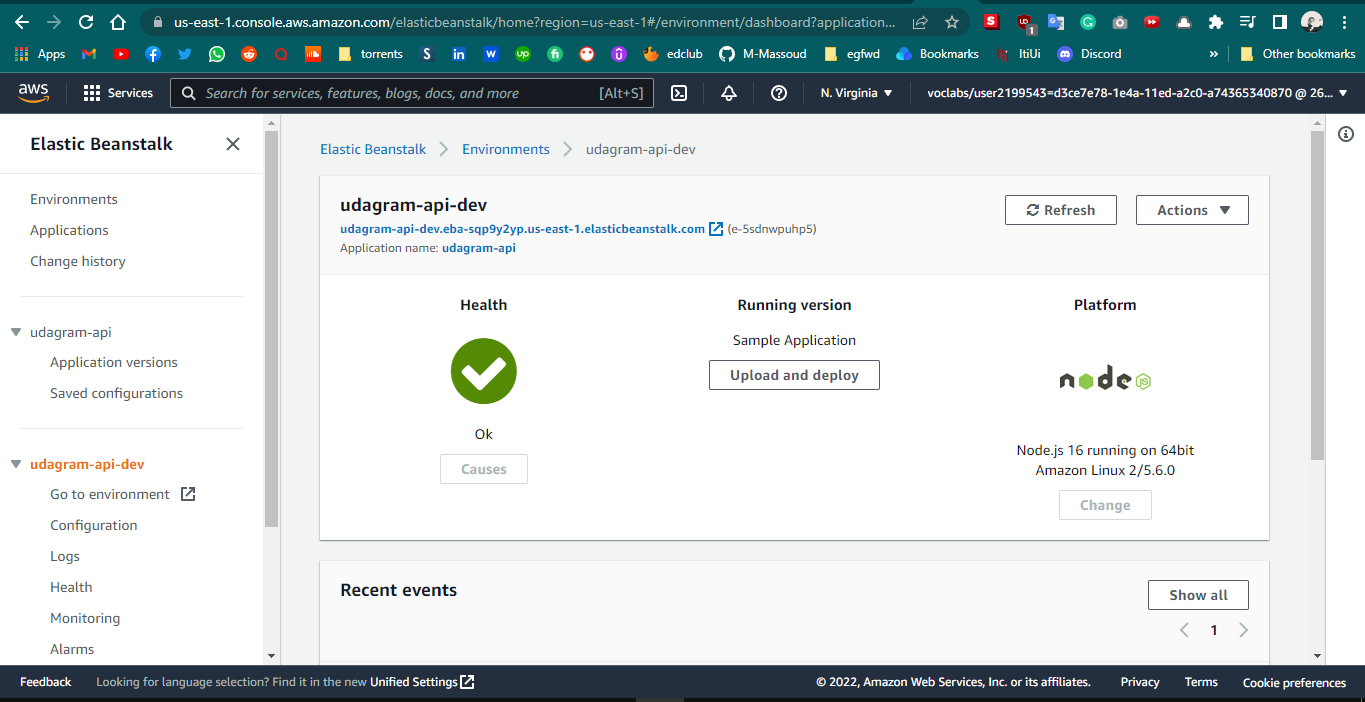 us-east-1.console.aws.amazon.com/elasticbeanstalk/home?region=us-east-1#/environment/dashboard?application...
S
1
G
Apps
torrents
S
in
W
up
fi
edclub
M-Massoud
egfwd
Bookmarks
ItiUi
Discord
»
Other bookmarks
aws
Services
Search for services, features, blogs, docs, and more
[Alt+S]
N. Virginia
voclabs/user2199543=d3ce7e78-1e4a-11ed-a2c0-a74365340870 @ 26...
Elastic Beanstalk
Environments
Applications
Change history
udagram-api
Application versions
Saved configurations
udagram-api-dev
Go to environment
Configuration
Logs
Health
Monitoring
Alarms
Elastic Beanstalk
Environments
udagram-api-dev
udagram-api-dev
udagram-api-dev.eba-sqp9y2yp.us-east-1.elasticbeanstalk.com (e-5sdnwpuhp5)
Application name: udagram-api
Refresh
Actions
Health
Ok
Causes
Running version
Sample Application
Upload and deploy
Platform
node
JS
Node.js 16 running on 64bit
Amazon Linux 2/5.6.0
Change
Recent events
Show all
1
Feedback
Looking for language selection? Find it in the new Unified Settings
© 2022, Amazon Web Services, Inc. or its affiliates.
Privacy
Terms
Cookie preferences